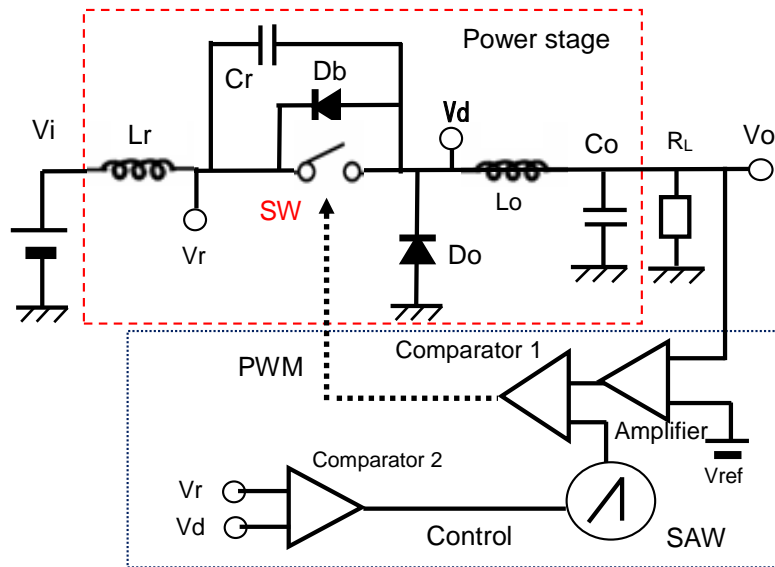 Power stage
Cr
Db
Vi
Lr
Vd
Co
RL
Vo
SW
Lo
Vr
Do
PWM
Comparator 1
Amplifier
Vref
Comparator 2
Vr
Vd
Control
SAW